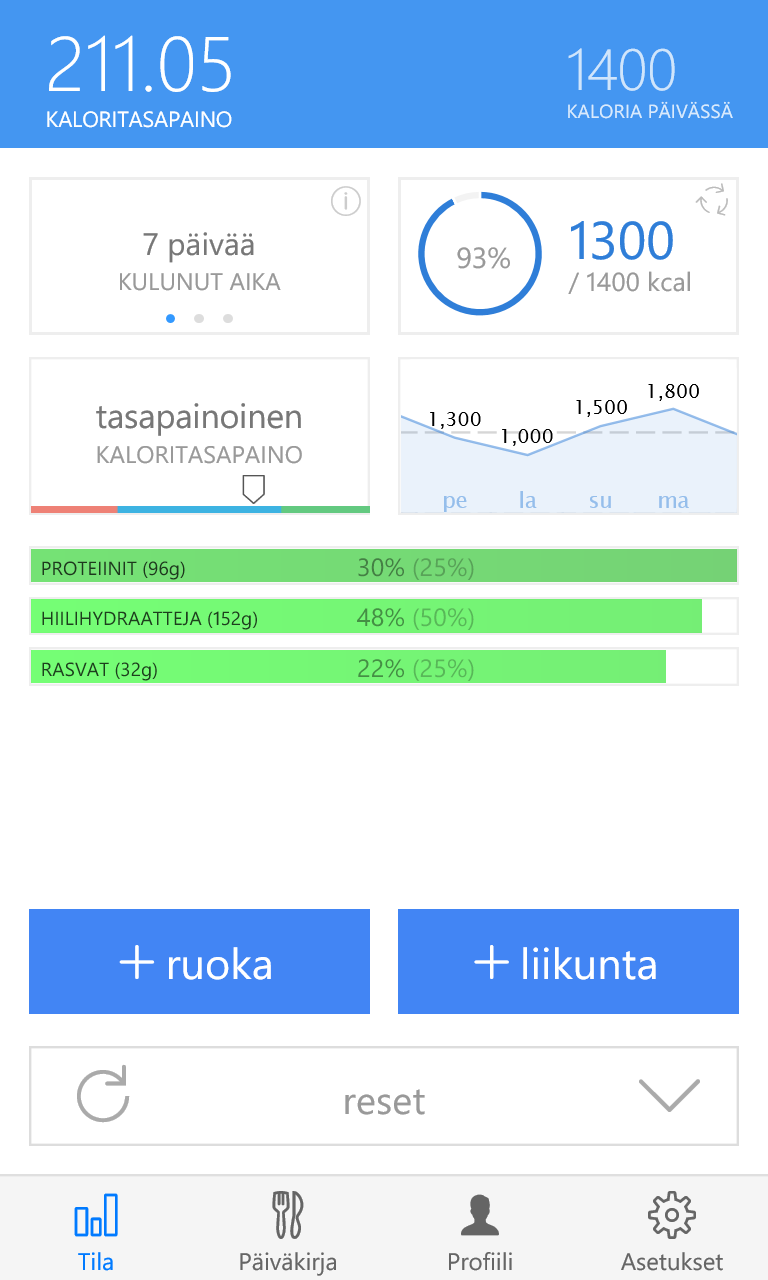 211.05
KALORITASAPAINO
1400
KALORIA PÄIVÄSSÄ
7 päivää
KULUNUT AIKA
93%
1300
/ 1400 kcal
tasapainoinen
KALORITASAPAINO
1,300
1,000
1,500
1,800
pe la su ma
PROTEIINIT (96g) 30% (25%)
HIILIHYDRAATTEJA (152g) 48% (50%)
RASVAT (32g) 22% (25%)
+ ruoka
+ liikunta
reset
Tila Päiväkirja Profiili Asetukset